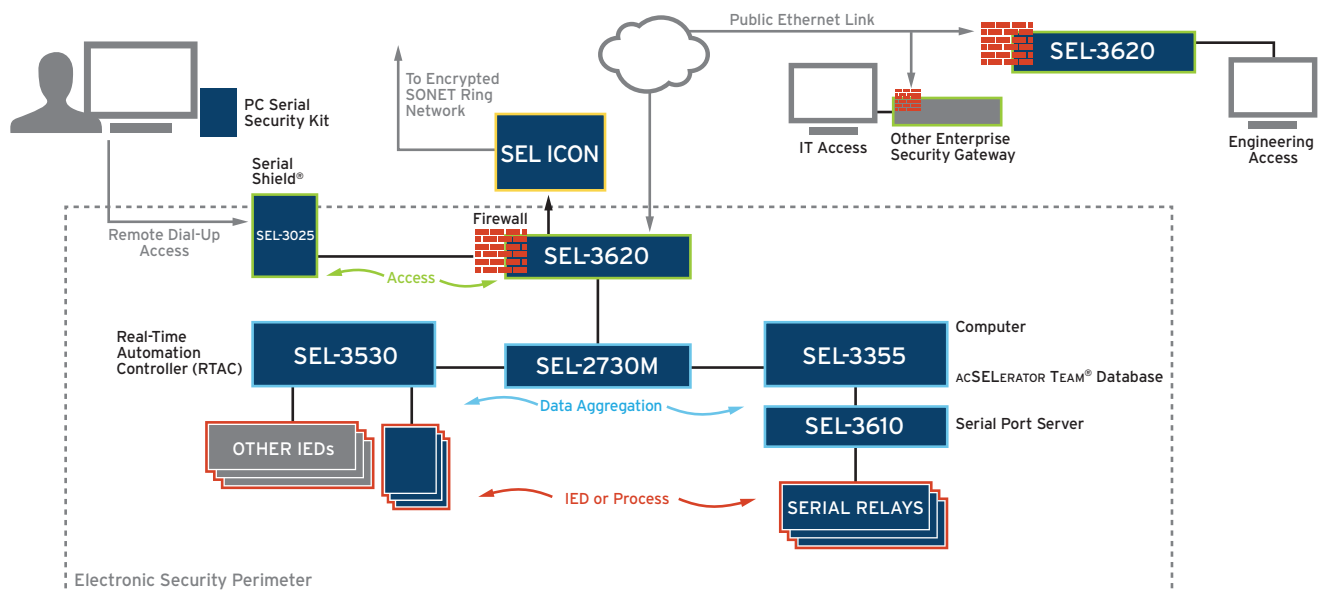 Public Ethernet Link
SEL-3620
To Encrypted
SONET Ring
Network
PC Serial
Security Kit
IT Access
Other Enterprise
Security Gateway
Engineering
Access
SEL ICON
Serial
Shield®
SEL-3025
Remote Dial-Up
Access
Firewall
SEL-3620
Access
Real-Time
Automation
Controller (RTAC)
SEL-3530
SEL-2730M
SEL-3355
Computer
ACSELERATOR TEAM® Database
Data Aggregation
SEL-3610
Serial Port Server
OTHER IEDs
IED or Process
SERIAL RELAYS
Electronic Security Perimeter